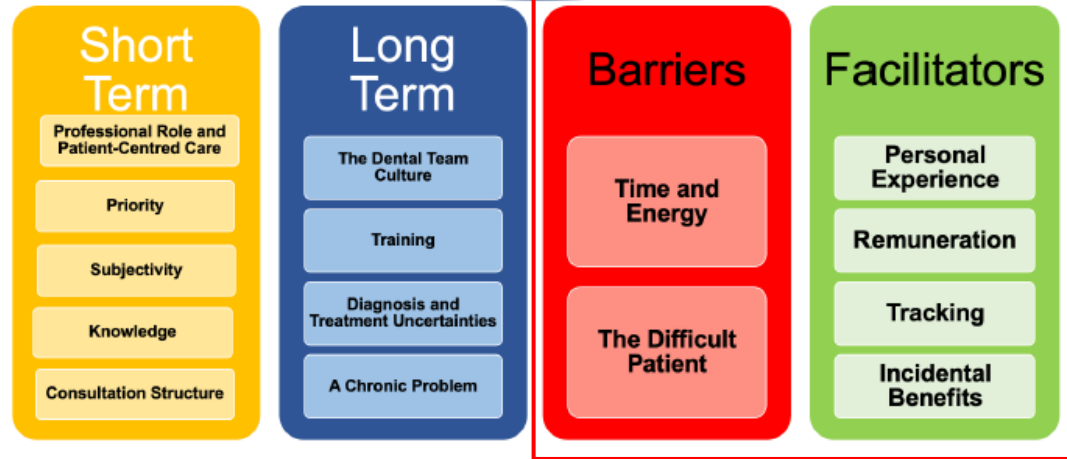 Short
Term
Professional Role and
Patient-Centred Care
Priority
Subjectivity
Knowledge
Consultation Structure
Long
Term
The Dental Team
Culture
Training
Diagnosis and
Treatment Uncertainties
A Chronic Problem
Barriers
Time and
Energy
The Difficult
Patient
Facilitators
Personal
Experience
Remuneration
Tracking
Incidental
Benefits